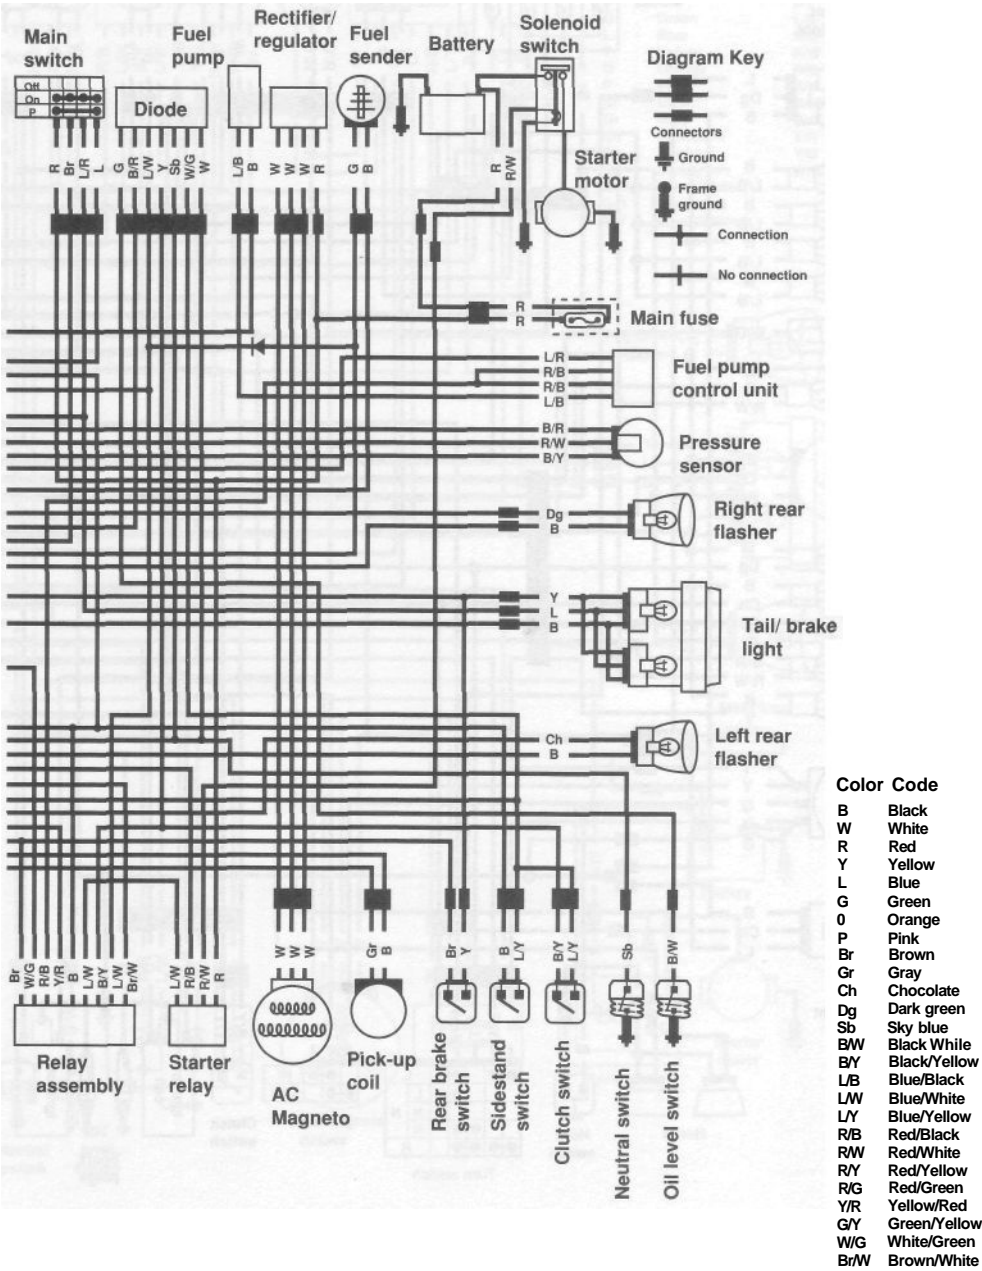 Main
switch
Fuel
pump
Rectifier/
regulator
Fuel
sender
Battery
Solenoid
switch
Diagram Key
Off
On
P
Diode
Connectors
Ground
Frame
ground
Connection
No connection
R Br L/R L
G B/R L/W Y Sb W/G W
L/B B
W W W R
G B
R R/W
Starter
motor
R
R
Main fuse
L/R
R/B
R/B
L/B
Fuel pump
control unit
B/R
R/W
B/Y
Pressure
sensor
Dg
B
Right rear
flasher
Y
L
B
Tail/ brake
light
Ch
B
Left rear
flasher
Br W/G R/B Y/R B L/W B/Y L/W Br/W
L/W R/B R/W R
W W W
Gr B
Br Y
B L/Y
B/Y L/Y
Sb
B/W
Relay
assembly
Starter
relay
AC
Magneto
Pick-up
coil
Rear brake
switch
Sidestand
switch
Clutch switch
Neutral switch
Oil level switch
Color Code
B Black
W White
R Red
Y Yellow
L Blue
G Green
0 Orange
P Pink
Br Brown
Gr Gray
Ch Chocolate
Dg Dark green
Sb Sky blue
B/W Black While
B/Y Black/Yellow
L/B Blue/Black
L/W Blue/White
L/Y Blue/Yellow
R/B Red/Black
R/W Red/White
R/Y Red/Yellow
R/G Red/Green
Y/R Yellow/Red
G/Y Green/Yellow
W/G White/Green
Br/W Brown/White